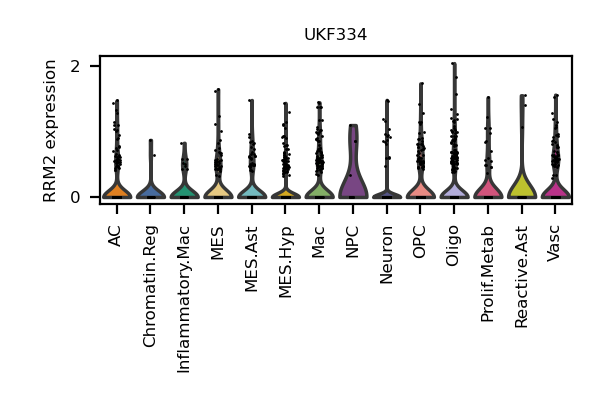 UKF334
RRM2 expression
2
0
AC
Chromatin.Reg
Inflammatory.Mac
MES
MES.Ast
MES.Hyp
Mac
NPC
Neuron
OPC
Oligo
Prolif.Metab
Reactive.Ast
Vasc